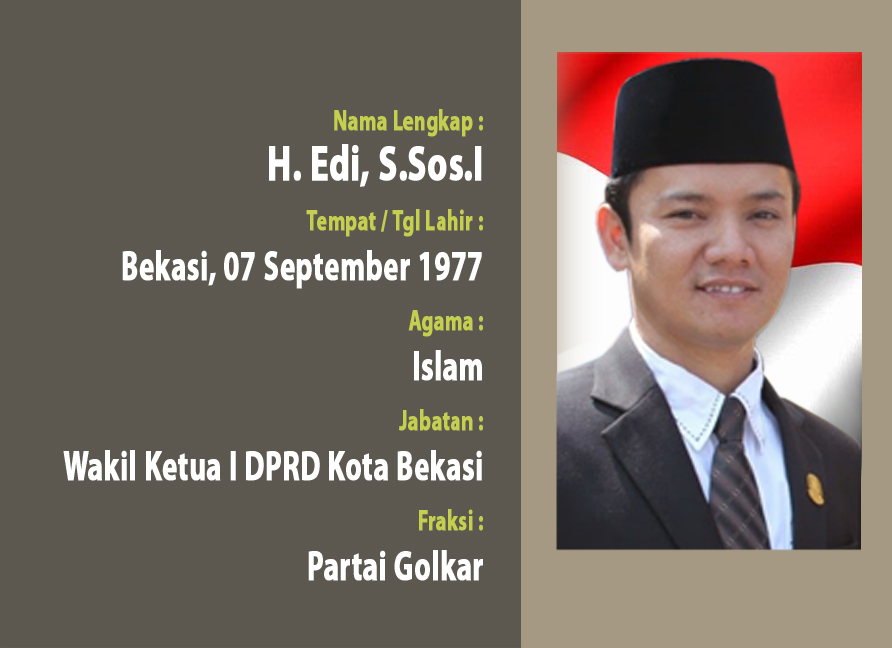 Nama Lengkap :
H. Edi, S.Sos.I
Tempat / Tgl Lahir :
Bekasi, 07 September 1977
Agama :
Islam
Jabatan :
Wakil Ketua I DPRD Kota Bekasi
Fraksi :
Partai Golkar